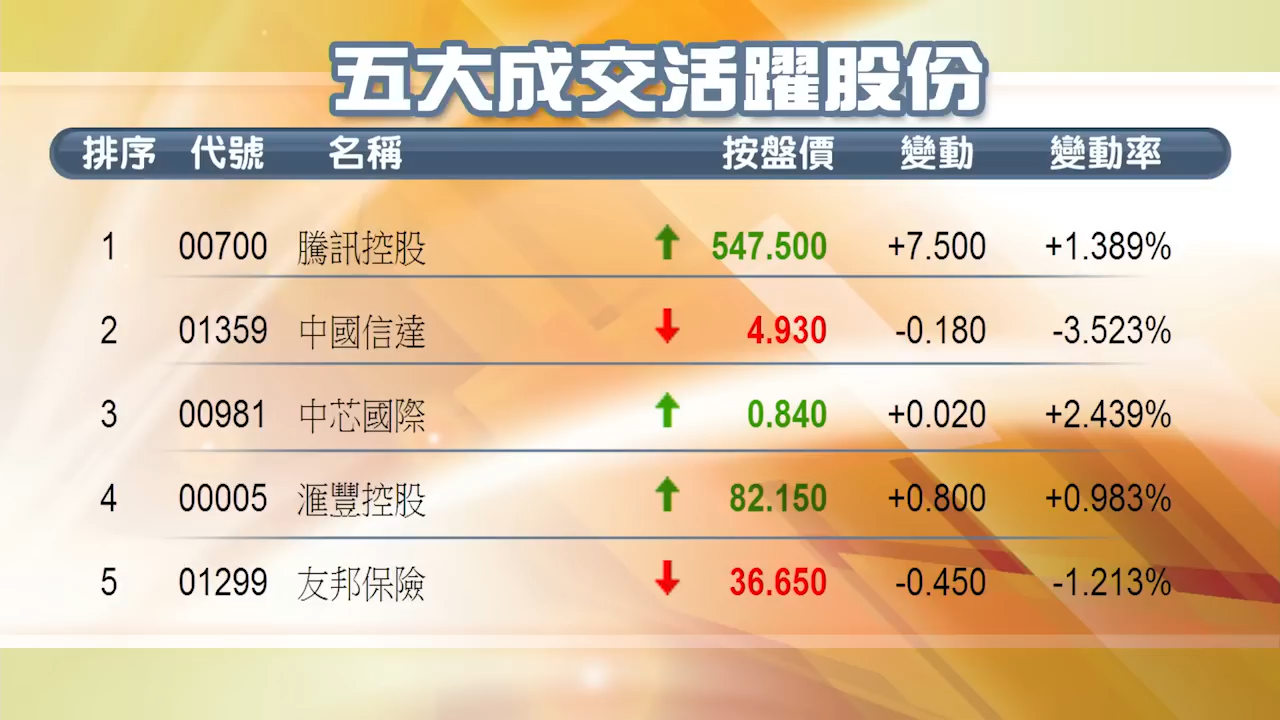 五大成交活躍股份
排序 代號 名稱 按盤價 變動 變動率
1 00700 騰訊控股 547.500 +7.500 +1.389%
2 01359 中國信達 4.930 -0.180 -3.523%
3 00981 中芯國際 0.840 +0.020 +2.439%
4 00005 滙豐控股 82.150 +0.800 +0.983%
5 01299 友邦保險 36.650 -0.450 -1.213%